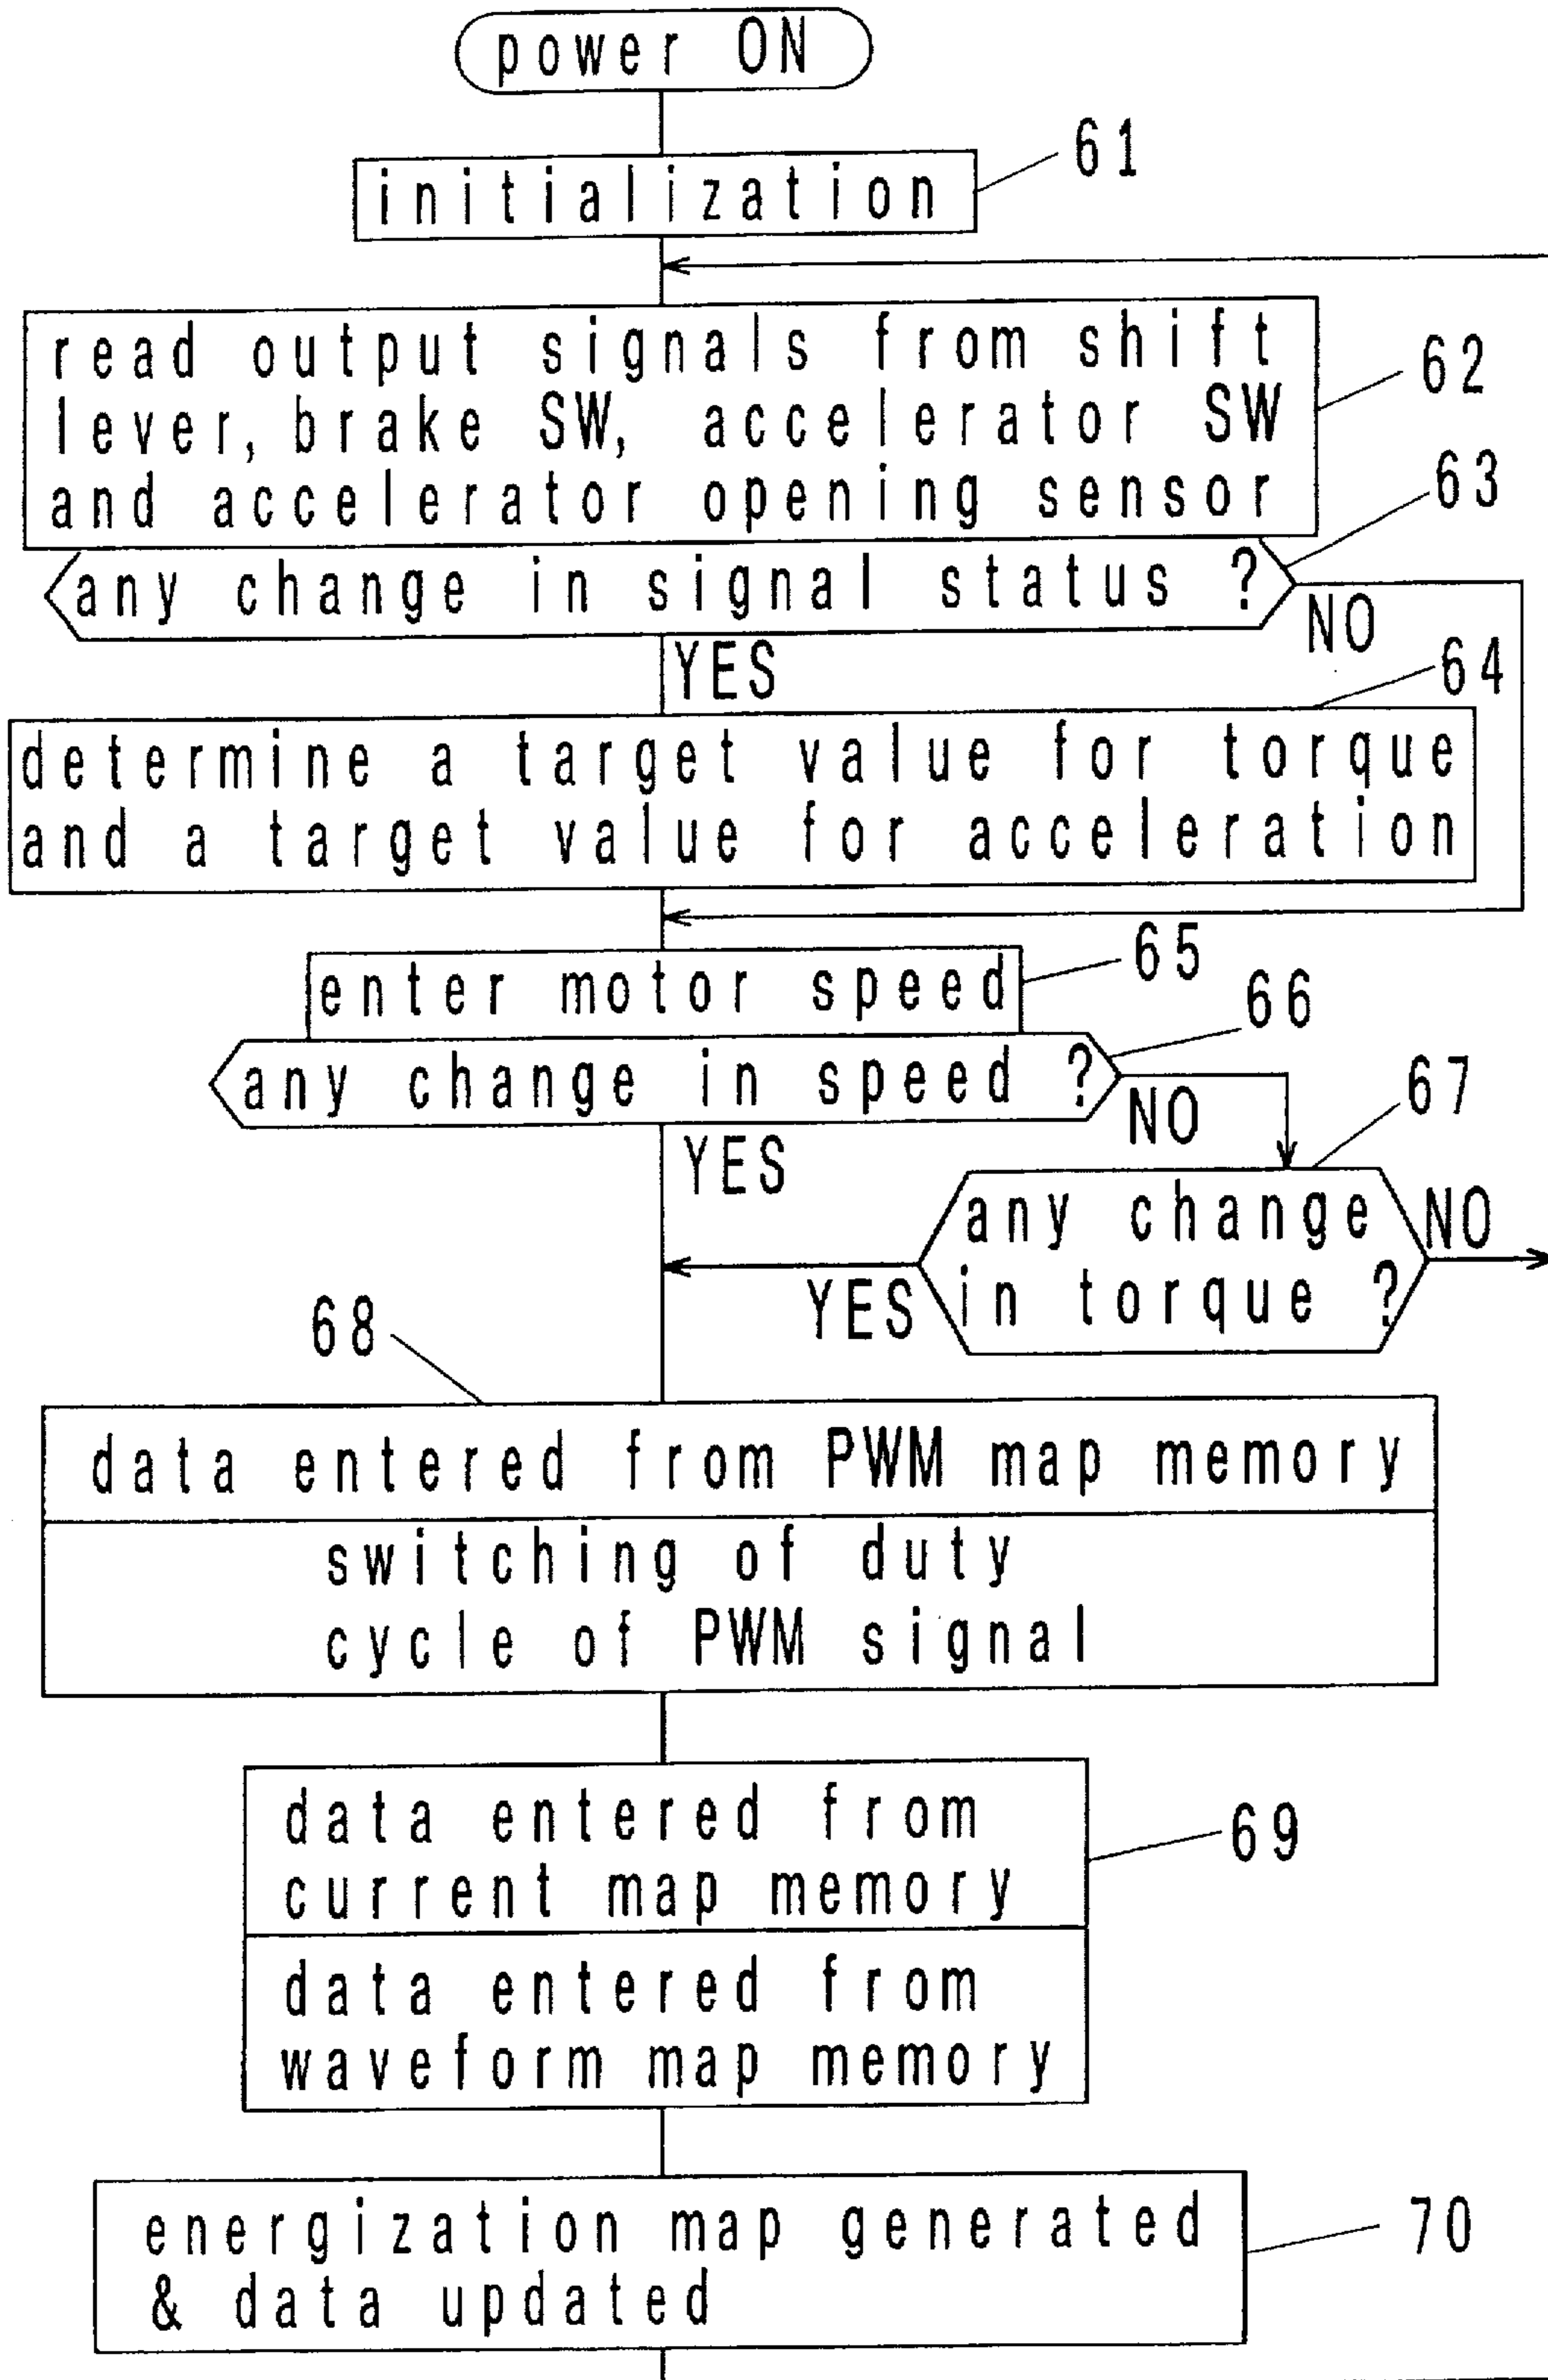 power ON
61
initialization
read output signals from shift
lever, brake SW, accelerator SW
and accelerator opening sensor
62
63
any change in signal status ?
NO
YES
64
determine a target value for torque
and a target value for acceleration
65
enter motor speed
66
any change in speed ?
NO
67
YES
any change
in torque ?
NO
YES
68
data entered from PWM map memory
switching of duty
cycle of PWM signal
data entered from
current map memory
69
data entered from
waveform map memory
energization map generated
& data updated
70